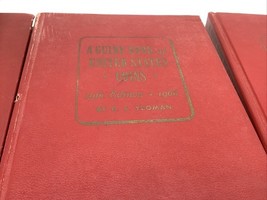 A GUIDE BOOK OF
UNITED STATES
COINS
BY R. S. YEOMAN